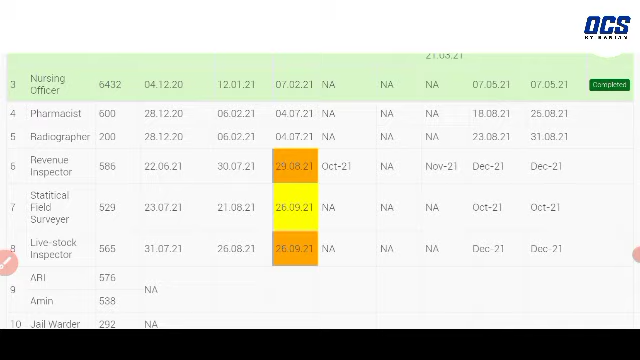 OCS
BY BARIAN
21.03.21
3 Nursing Officer 6432 04.12.20 12.01.21 07.02.21 NA NA NA 07.05.21 07.05.21 Completed
4 Pharmacist 600 28.12.20 06.02.21 04.07.21 NA NA NA 18.08.21 25.08.21
5 Radiographer 200 28.12.20 06.02.21 04.07.21 NA NA NA 23.08.21 31.08.21
6 Revenue Inspector 586 22.06.21 30.07.21 29.08.21 Oct-21 NA Nov-21 Dec-21 Dec-21
7 Statitical Field Surveyer 529 23.07.21 21.08.21 26.09.21 NA NA NA Oct-21 Oct-21
8 Live-stock Inspector 565 31.07.21 26.08.21 26.09.21 NA NA NA Dec-21 Dec-21
9 ARI 576 NA
Amin 538
10 Jail Warder 292 NA